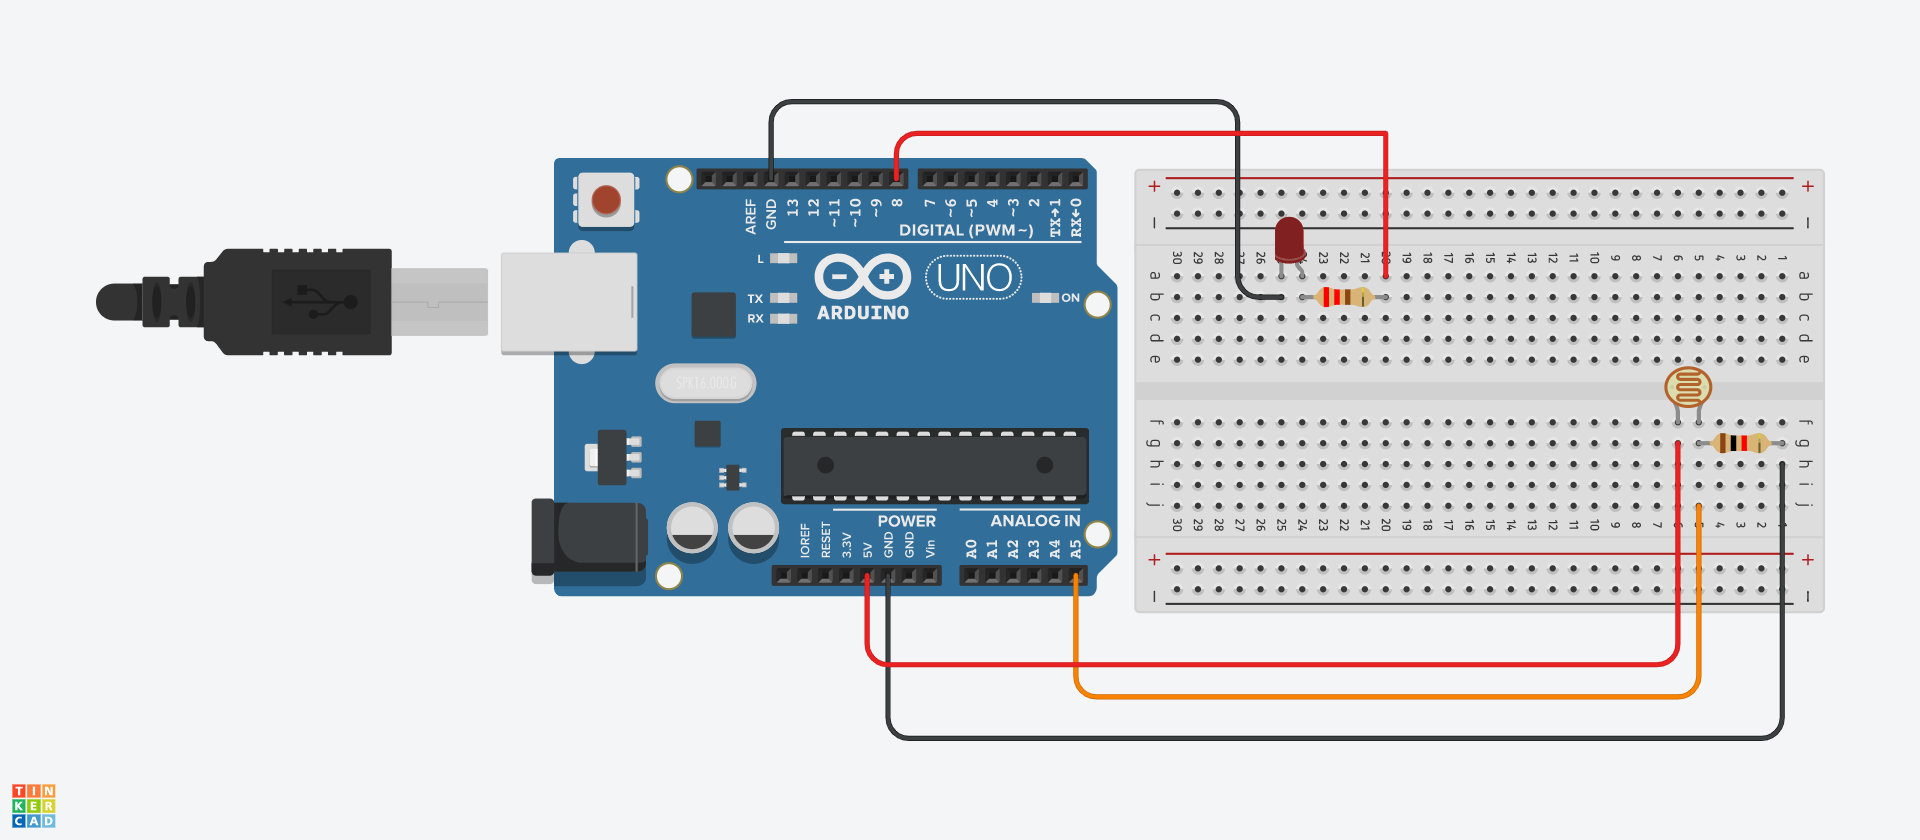 AREF
GND
13
12
~11
~10
~9
8
7
~6
~5
4
~3
2
TX→1
RX←0
DIGITAL (PWM~)
L
TX
RX
ARDUINO
UNO
ON
SPK16.000G
POWER
ANALOG IN
IOREF
RESET
3.3V
5V
GND
GND
Vin
A0
A1
A2
A3
A4
A5
+ +
- -
30 29 28 27 26 25 24 23 22 21 20 19 18 17 16 15 14 13 12 11 10 9 8 7 6 5 4 3 2 1
a a
b b
c c
d d
e e
f f
g g
h h
i i
j j
30 29 28 27 26 25 24 23 22 21 20 19 18 17 16 15 14 13 12 11 10 9 8 7 6 5 4 3 2 1
+ +
- -
TIN
KER
CAD